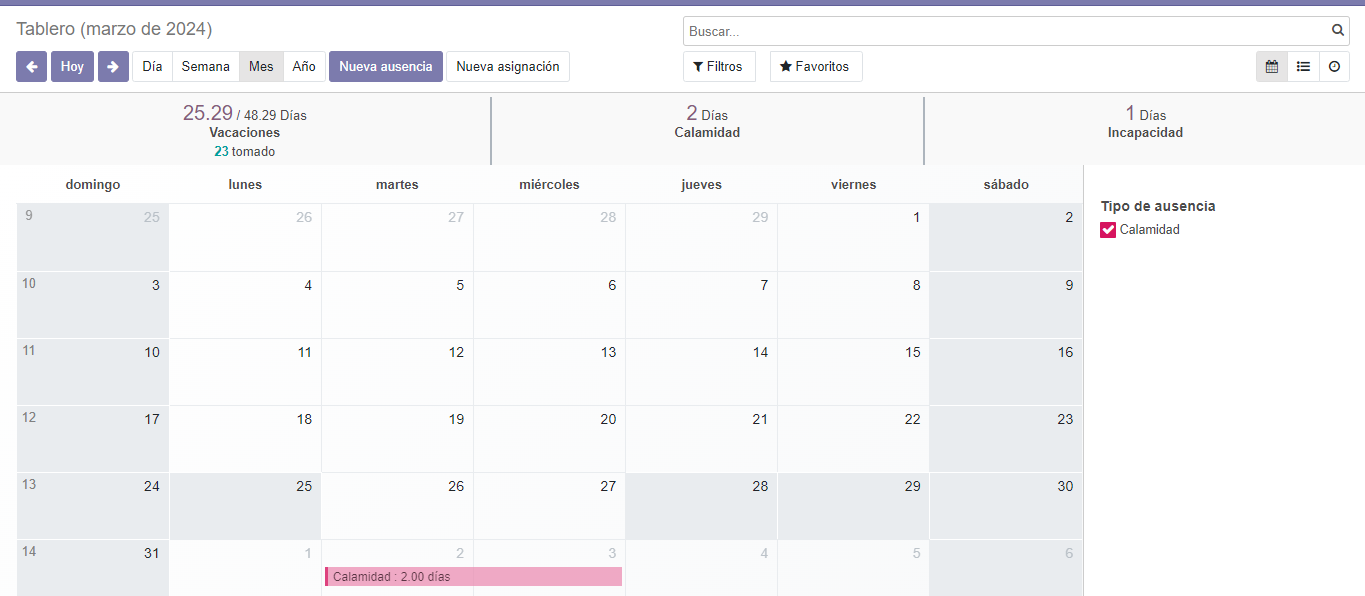 Tablero (marzo de 2024)
Buscar...
Hoy
Día
Semana
Mes
Año
Nueva ausencia
Nueva asignación
Filtros
Favoritos
25.29 / 48.29 Días
Vacaciones
23 tomado
2 Días
Calamidad
1 Días
Incapacidad
domingo lunes martes miércoles jueves viernes sábado
9 25 26 27 28 29 1 2
10 3 4 5 6 7 8 9
11 10 11 12 13 14 15 16
12 17 18 19 20 21 22 23
13 24 25 26 27 28 29 30
14 31 1 2 3 4 5 6
Calamidad : 2.00 días
Tipo de ausencia
Calamidad